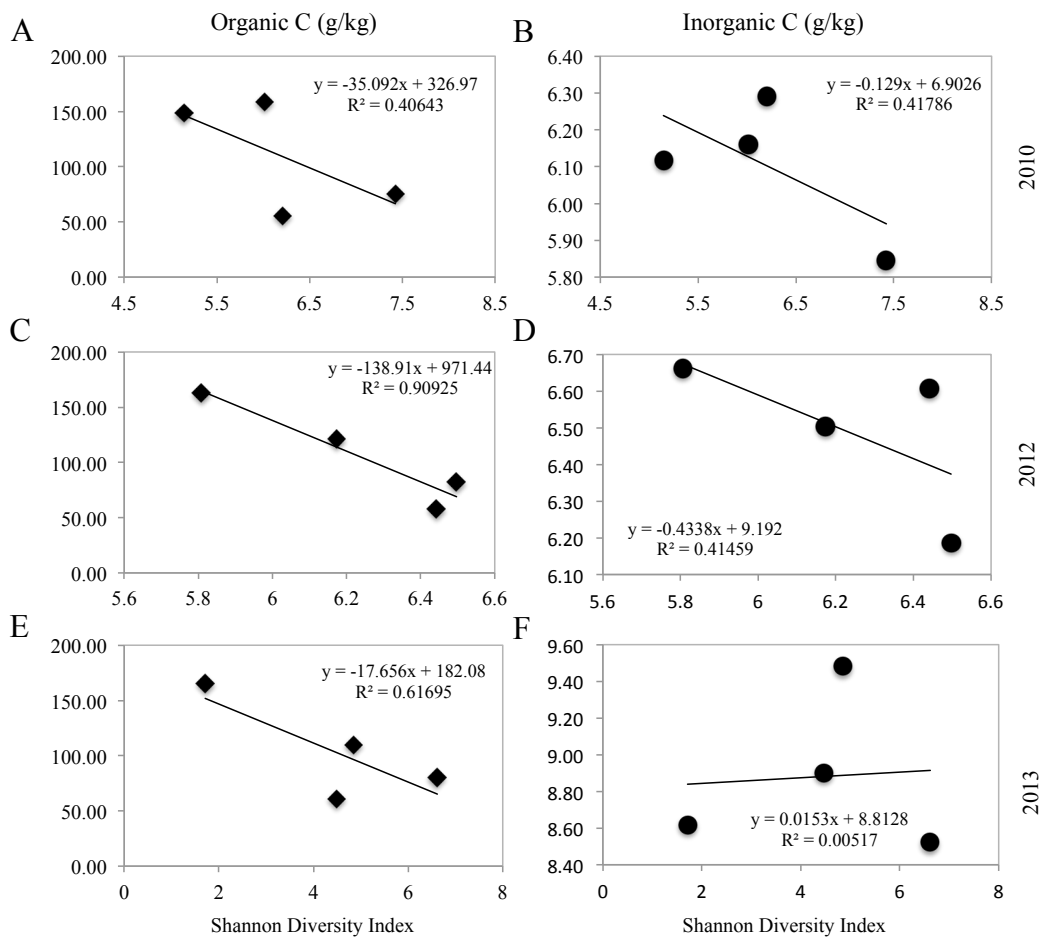 Organic C (g/kg)
Inorganic C (g/kg)
A
200.00
150.00
100.00
50.00
0.00
y = -35.092x + 326.97
R² = 0.40643
4.5 5.5 6.5 7.5 8.5
B
6.40
6.30
6.20
6.10
6.00
5.90
5.80
y = -0.129x + 6.9026
R² = 0.41786
4.5 5.5 6.5 7.5 8.5
2010
C
200.00
150.00
100.00
50.00
0.00
y = -138.91x + 971.44
R² = 0.90925
5.6 5.8 6 6.2 6.4 6.6
D
6.70
6.60
6.50
6.40
6.30
6.20
6.10
y = -0.4338x + 9.192
R² = 0.41459
5.6 5.8 6 6.2 6.4 6.6
2012
E
200.00
150.00
100.00
50.00
0.00
y = -17.656x + 182.08
R² = 0.61695
0 2 4 6 8
Shannon Diversity Index
F
9.60
9.40
9.20
9.00
8.80
8.60
8.40
y = 0.0153x + 8.8128
R² = 0.00517
0 2 4 6 8
Shannon Diversity Index
2013